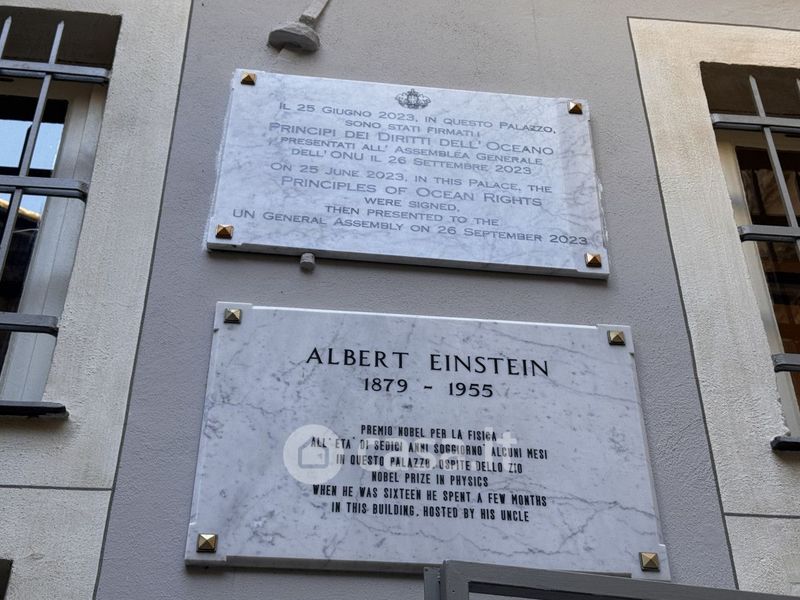 IL 25 GIUGNO 2023, IN QUESTO PALAZZO,
SONO STATI FIRMATI I
PRINCIPI DEI DIRITTI DELL'OCEANO
PRESENTATI ALL'ASSEMBLEA GENERALE
DELL'ONU IL 26 SETTEMBRE 2023
ON 25 JUNE 2023, IN THIS PALACE, THE
PRINCIPLES OF OCEAN RIGHTS
WERE SIGNED,
THEN PRESENTED TO THE
UN GENERAL ASSEMBLY ON 26 SEPTEMBER 2023
ALBERT EINSTEIN
1879 - 1955
PREMIO NOBEL PER LA FISICA
ALL'ETA' DI SEDICI ANNI SOGGIORNO' ALCUNI MESI
IN QUESTO PALAZZO, OSPITE DELLO ZIO
NOBEL PRIZE IN PHYSICS
WHEN HE WAS SIXTEEN HE SPENT A FEW MONTHS
IN THIS BUILDING, HOSTED BY HIS UNCLE
casa.it